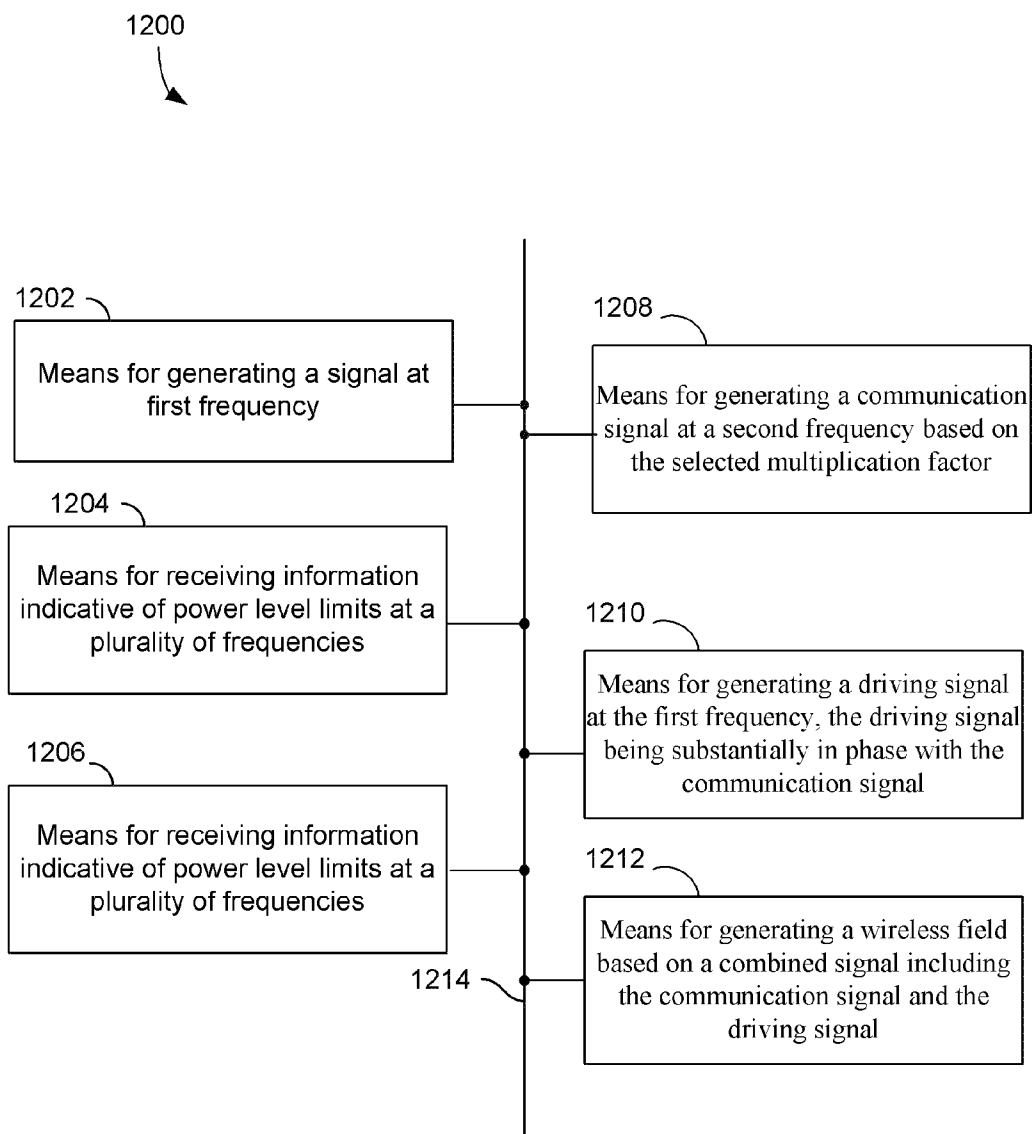 1200
1202
Means for generating a signal at
first frequency
1204
Means for receiving information
indicative of power level limits at a
plurality of frequencies
1206
Means for receiving information
indicative of power level limits at a
plurality of frequencies
1208
Means for generating a communication
signal at a second frequency based on
the selected multiplication factor
1210
Means for generating a driving signal
at the first frequency, the driving signal
being substantially in phase with the
communication signal
1212
Means for generating a wireless field
based on a combined signal including
the communication signal and the
driving signal
1214